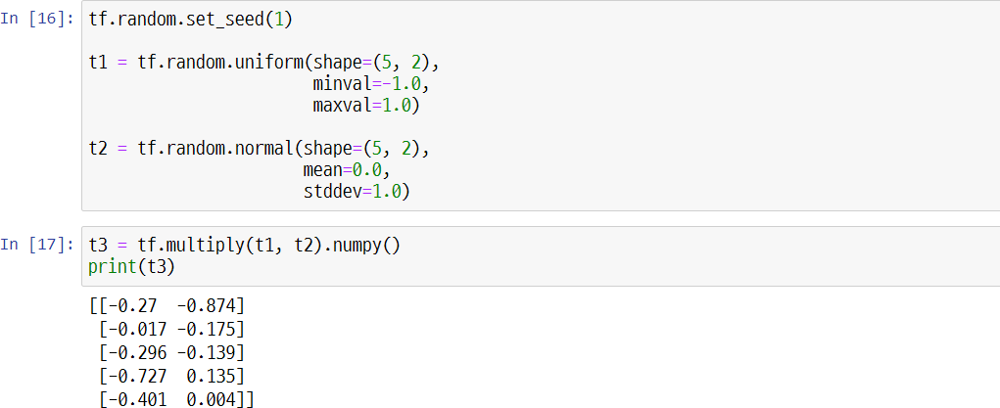 In [16]: tf.random.set_seed(1)
t1 = tf.random.uniform(shape=(5, 2),
minval=-1.0,
maxval=1.0)
t2 = tf.random.normal(shape=(5, 2),
mean=0.0,
stddev=1.0)
In [17]: t3 = tf.multiply(t1, t2).numpy()
print(t3)
[[-0.27  -0.874]
[-0.017 -0.175]
[-0.296 -0.139]
[-0.727  0.135]
[-0.401  0.004]]